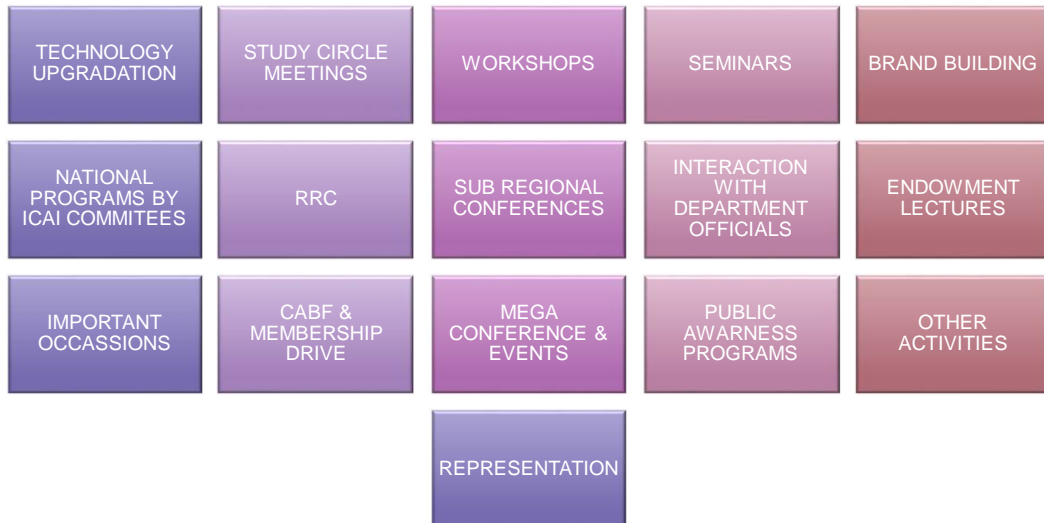 TECHNOLOGY
UPGRADATION
STUDY CIRCLE
MEETINGS
WORKSHOPS
SEMINARS
BRAND BUILDING
NATIONAL
PROGRAMS BY
ICAI COMMITEES
RRC
SUB REGIONAL
CONFERENCES
INTERACTION
WITH
DEPARTMENT
OFFICIALS
ENDOWMENT
LECTURES
IMPORTANT
OCCASSIONS
CABF &
MEMBERSHIP
DRIVE
MEGA
CONFERENCE &
EVENTS
PUBLIC
AWARNESS
PROGRAMS
OTHER
ACTIVITIES
REPRESENTATION